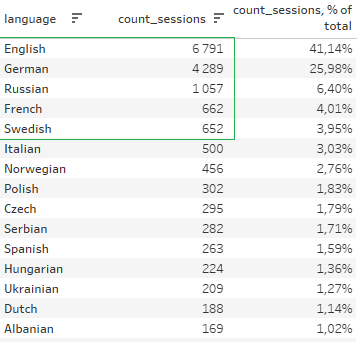 language count_sessions count_sessions, % of total
English 6 791 41,14%
German 4 289 25,98%
Russian 1 057 6,40%
French 662 4,01%
Swedish 652 3,95%
Italian 500 3,03%
Norwegian 456 2,76%
Polish 302 1,83%
Czech 295 1,79%
Serbian 282 1,71%
Spanish 263 1,59%
Hungarian 224 1,36%
Ukrainian 209 1,27%
Dutch 188 1,14%
Albanian 169 1,02%